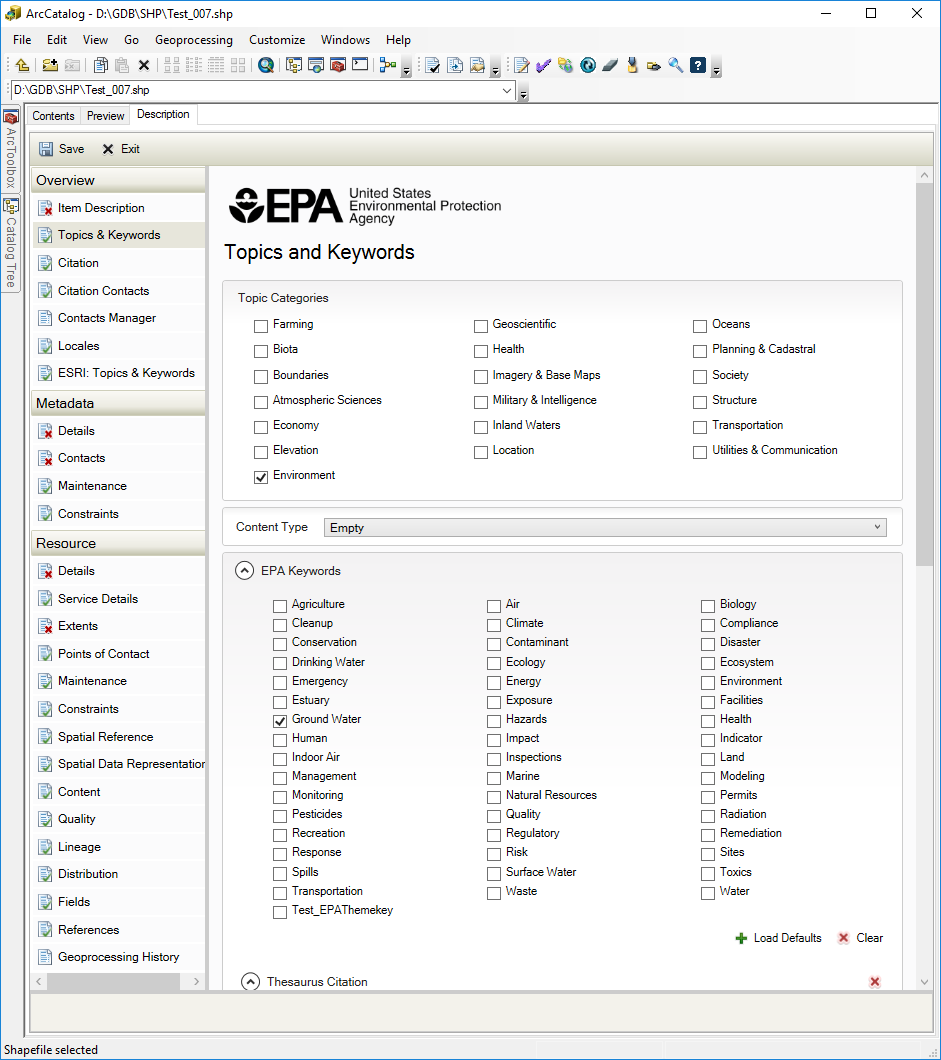 ArcCatalog - D:\GDB\SHP\Test_007.shp
File Edit View Go Geoprocessing Customize Windows Help
D:\GDB\SHP\Test_007.shp
ArcToolbox
Catalog Tree
Contents Preview Description
Save Exit
Overview
Item Description
Topics & Keywords
Citation
Citation Contacts
Contacts Manager
Locales
ESRI: Topics & Keywords
Metadata
Details
Contacts
Maintenance
Constraints
Resource
Details
Service Details
Extents
Points of Contact
Maintenance
Constraints
Spatial Reference
Spatial Data Representation
Content
Quality
Lineage
Distribution
Fields
References
Geoprocessing History
EPA
United States
Environmental Protection
Agency
Topics and Keywords
Topic Categories
Farming Geoscientific Oceans
Biota Health Planning & Cadastral
Boundaries Imagery & Base Maps Society
Atmospheric Sciences Military & Intelligence Structure
Economy Inland Waters Transportation
Elevation Location Utilities & Communication
Environment
Content Type Empty
EPA Keywords
Agriculture Air Biology
Cleanup Climate Compliance
Conservation Contaminant Disaster
Drinking Water Ecology Ecosystem
Emergency Energy Environment
Estuary Exposure Facilities
Ground Water Hazards Health
Human Impact Indicator
Indoor Air Inspections Land
Management Marine Modeling
Monitoring Natural Resources Permits
Pesticides Quality Radiation
Recreation Regulatory Remediation
Response Risk Sites
Spills Surface Water Toxics
Transportation Waste Water
Test_EPAThemekey
Load Defaults Clear
Thesaurus Citation
Shapefile selected